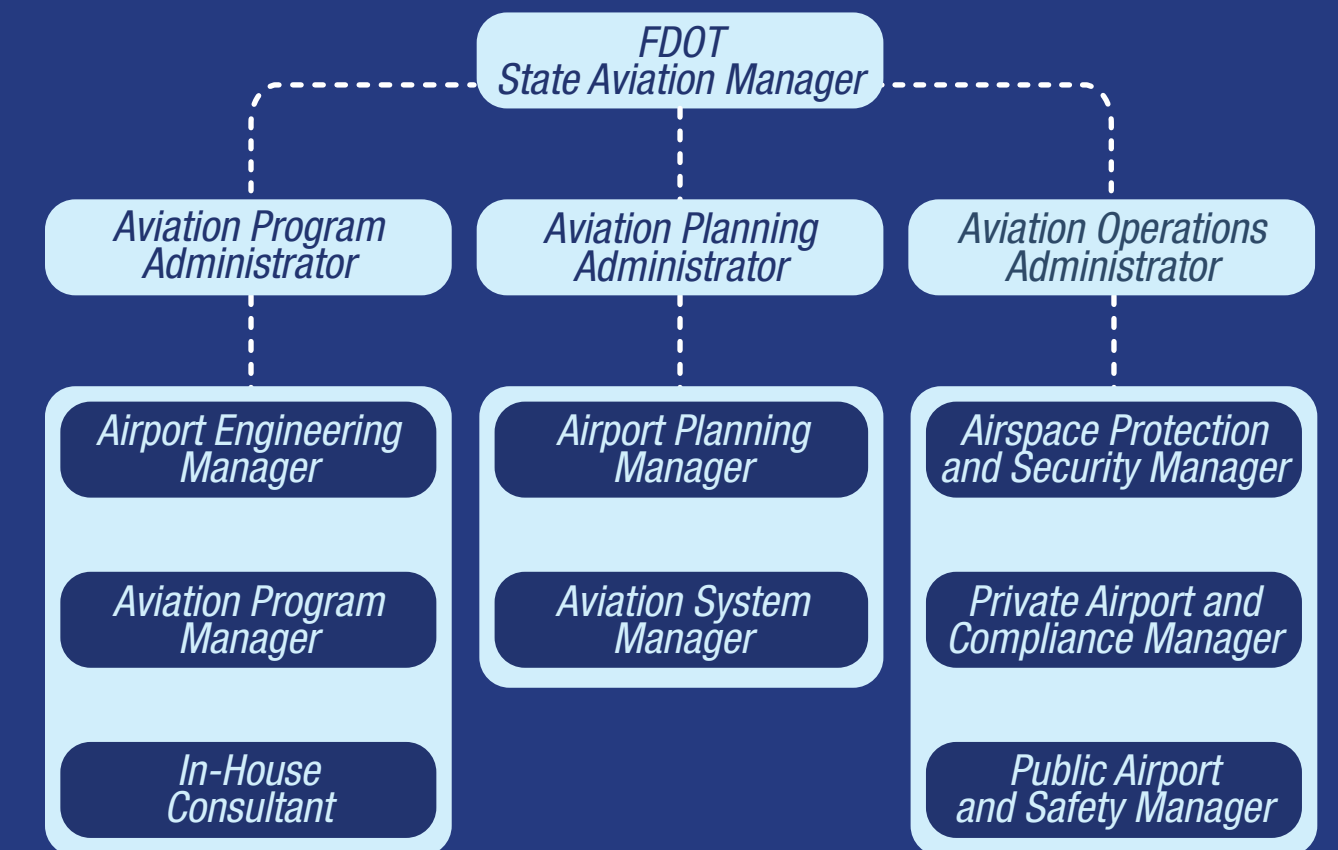 FDOT
State Aviation Manager
Aviation Program
Administrator
Aviation Planning
Administrator
Aviation Operations
Administrator
Airport Engineering
Manager
Aviation Program
Manager
In-House
Consultant
Airport Planning
Manager
Aviation System
Manager
Airspace Protection
and Security Manager
Private Airport and
Compliance Manager
Public Airport
and Safety Manager